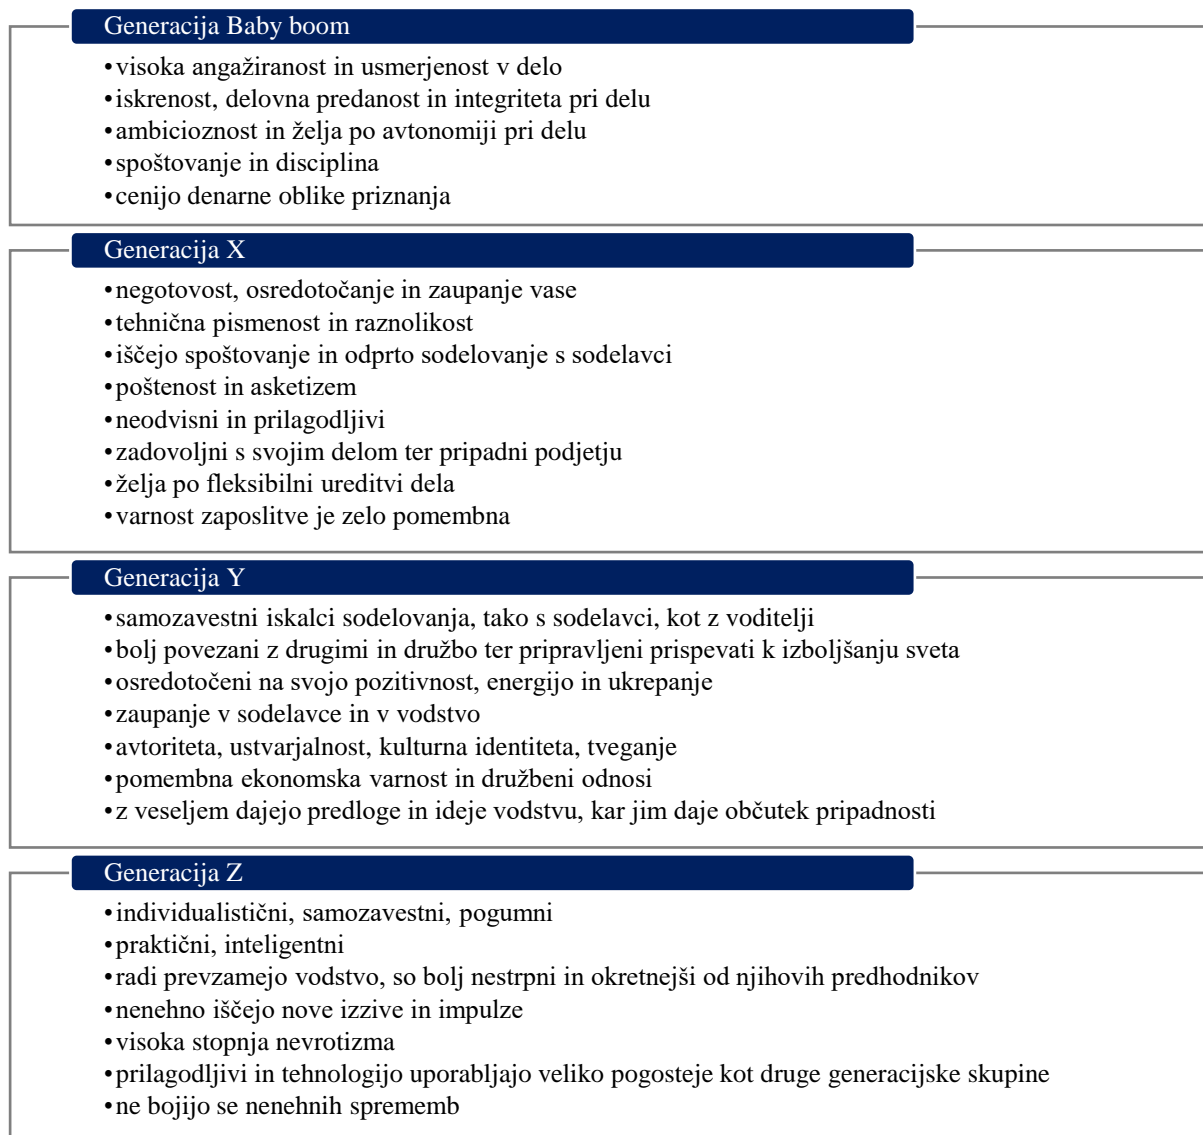 Generacija Baby boom
•visoka angažiranost in usmerjenost v delo
•iskrenost, delovna predanost in integriteta pri delu
•ambicioznost in želja po avtonomiji pri delu
•spoštovanje in disciplina
•cenijo denarne oblike priznanja
Generacija X
•negotovost, osredotočanje in zaupanje vase
•tehnična pismenost in raznolikost
•iščejo spoštovanje in odprto sodelovanje s sodelavci
•poštenost in asketizem
•neodvisni in prilagodljivi
•zadovoljni s svojim delom ter pripadni podjetju
•želja po fleksibilni ureditvi dela
•varnost zaposlitve je zelo pomembna
Generacija Y
•samozavestni iskalci sodelovanja, tako s sodelavci, kot z voditelji
•bolj povezani z drugimi in družbo ter pripravljeni prispevati k izboljšanju sveta
•osredotočeni na svojo pozitivnost, energijo in ukrepanje
•zaupanje v sodelavce in v vodstvo
•avtoriteta, ustvarjalnost, kulturna identiteta, tveganje
•pomembna ekonomska varnost in družbeni odnosi
•z veseljem dajejo predloge in ideje vodstvu, kar jim daje občutek pripadnosti
Generacija Z
•individualistični, samozavestni, pogumni
•praktični, inteligentni
•radi prevzamejo vodstvo, so bolj nestrpni in okretnejši od njihovih predhodnikov
•nenehno iščejo nove izzive in impulze
•visoka stopnja nevrotizma
•prilagodljivi in tehnologijo uporabljajo veliko pogosteje kot druge generacijske skupine
•ne bojijo se nenehnih sprememb